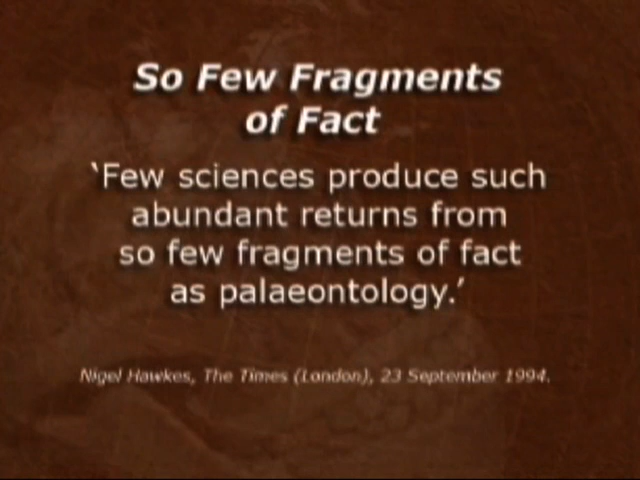 So Few Fragments
of Fact
‘Few sciences produce such
abundant returns from
so few fragments of fact
as palaeontology.’
Nigel Hawkes, The Times (London), 23 September 1994.